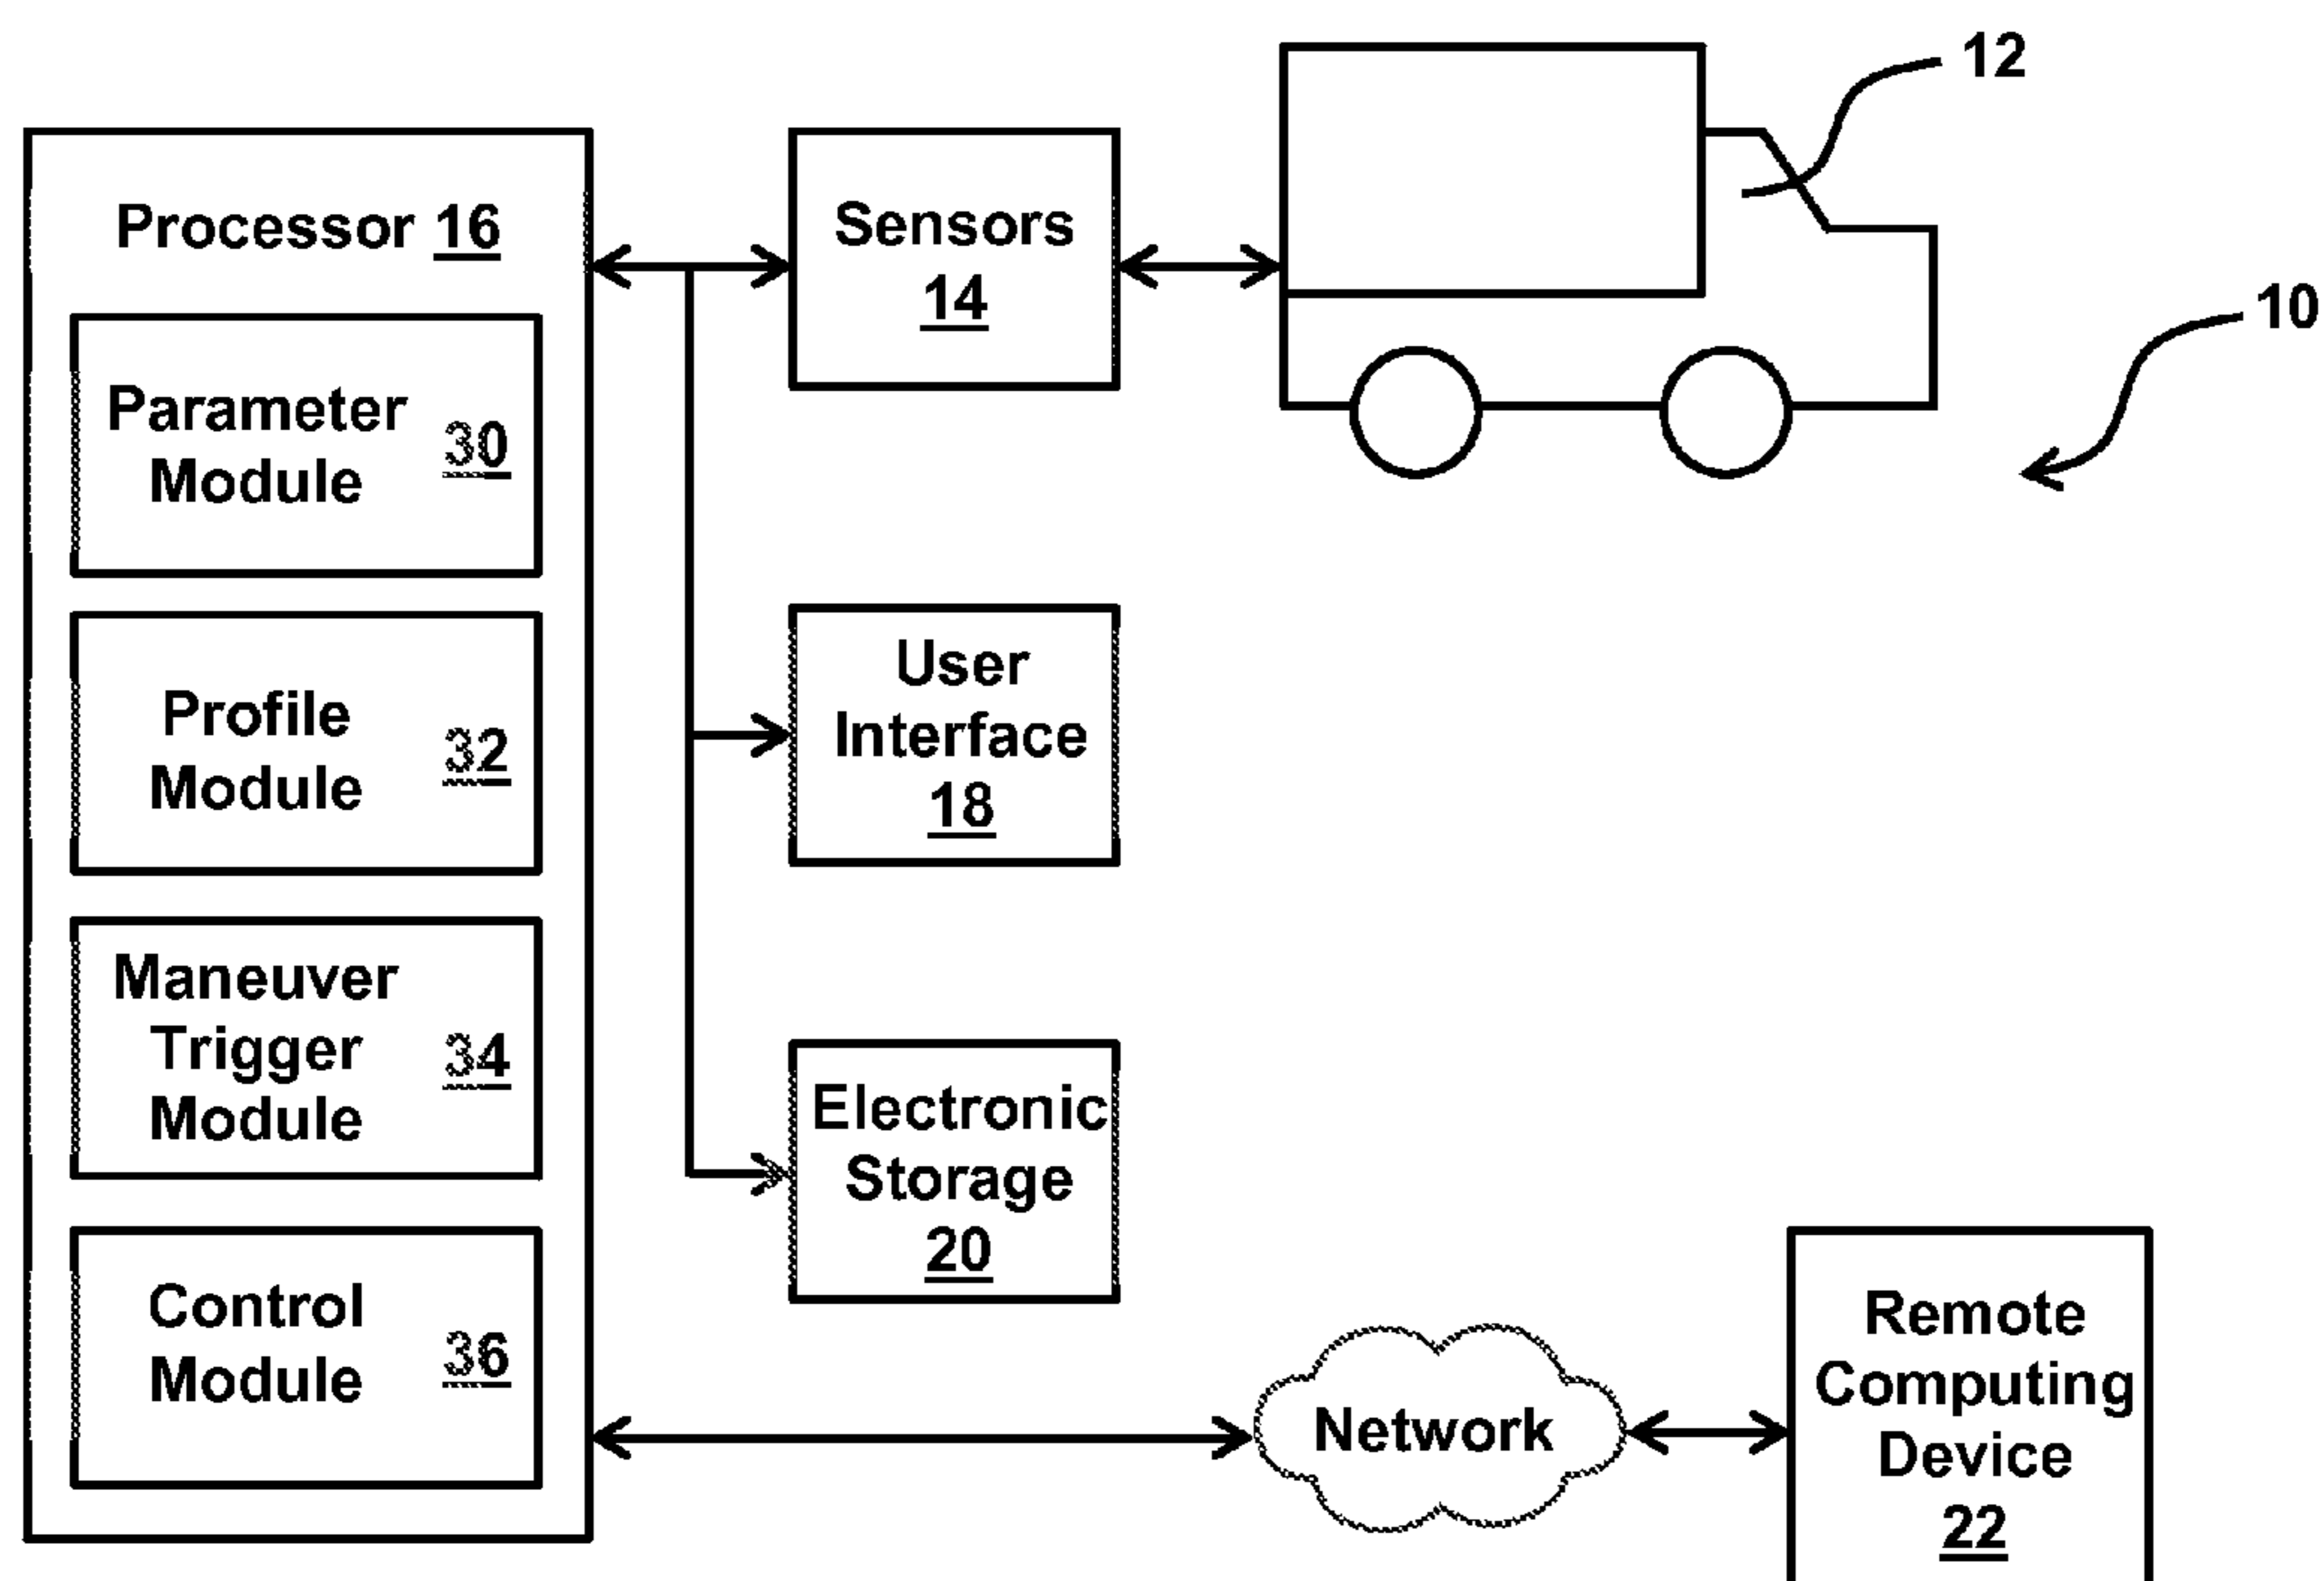 12
10
Processor 16
Parameter
Module
30
Profile
Module
32
Maneuver
Trigger
Module
34
Control
Module
36
Sensors
14
User
Interface
18
Electronic
Storage
20
Network
Remote
Computing
Device
22